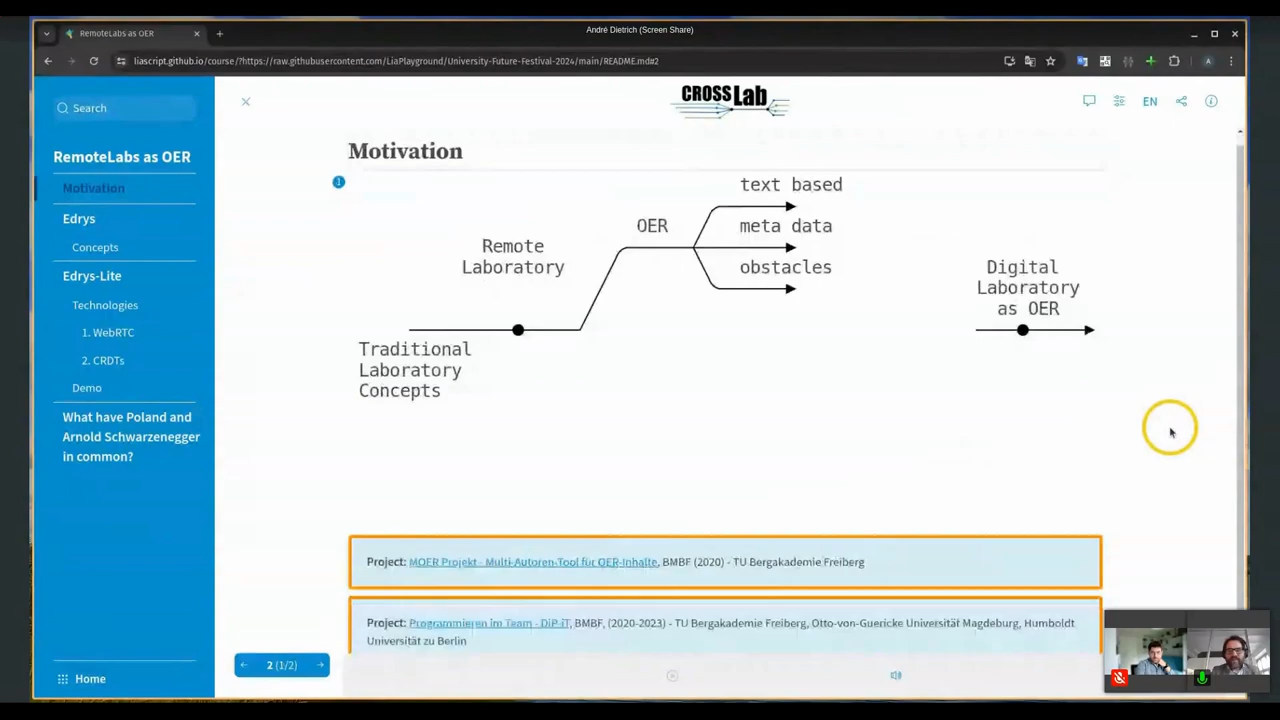 RemoteLabs as OER
André Dietrich (Screen Share)
liascript.github.io/course/?https://raw.githubusercontent.com/LiaPlayground/University-Future-Festival-2024/main/README.md#2
A
Search
CROSSLab
EN
RemoteLabs as OER
Motivation
Edrys
Concepts
Edrys-Lite
Technologies
1. WebRTC
2. CRDTs
Demo
What have Poland and
Arnold Schwarzenegger
in common?
Home
Motivation
1
text based
OER
meta data
Remote
Laboratory
obstacles
Digital
Laboratory
as OER
Traditional
Laboratory
Concepts
Project: MOER Projekt - Multi-Autoren-Tool für OER-Inhalte, BMBF (2020) - TU Bergakademie Freiberg
Project: Programmieren im Team - DiP-iT, BMBF, (2020-2023) - TU Bergakademie Freiberg, Otto-von-Guericke Universität Magdeburg, Humboldt
Universität zu Berlin
2 (1/2)